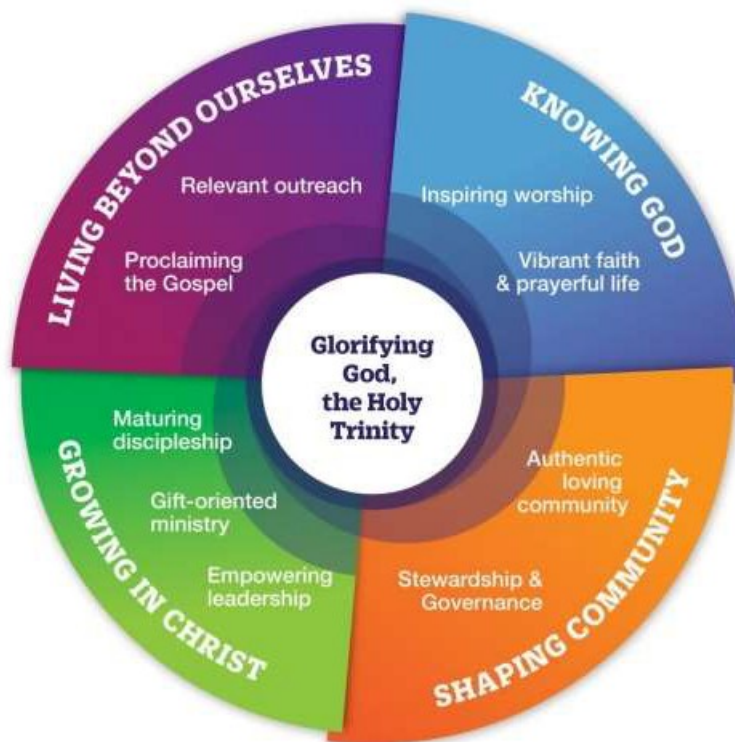 LIVING BEYOND OURSELVES
Relevant outreach
Proclaiming
the Gospel
KNOWING GOD
Inspiring worship
Vibrant faith
& prayerful life
Glorifying
God,
the Holy
Trinity
GROWING IN CHRIST
Maturing
discipleship
Gift-oriented
ministry
Empowering
leadership
SHAPING COMMUNITY
Authentic
loving
community
Stewardship &
Governance